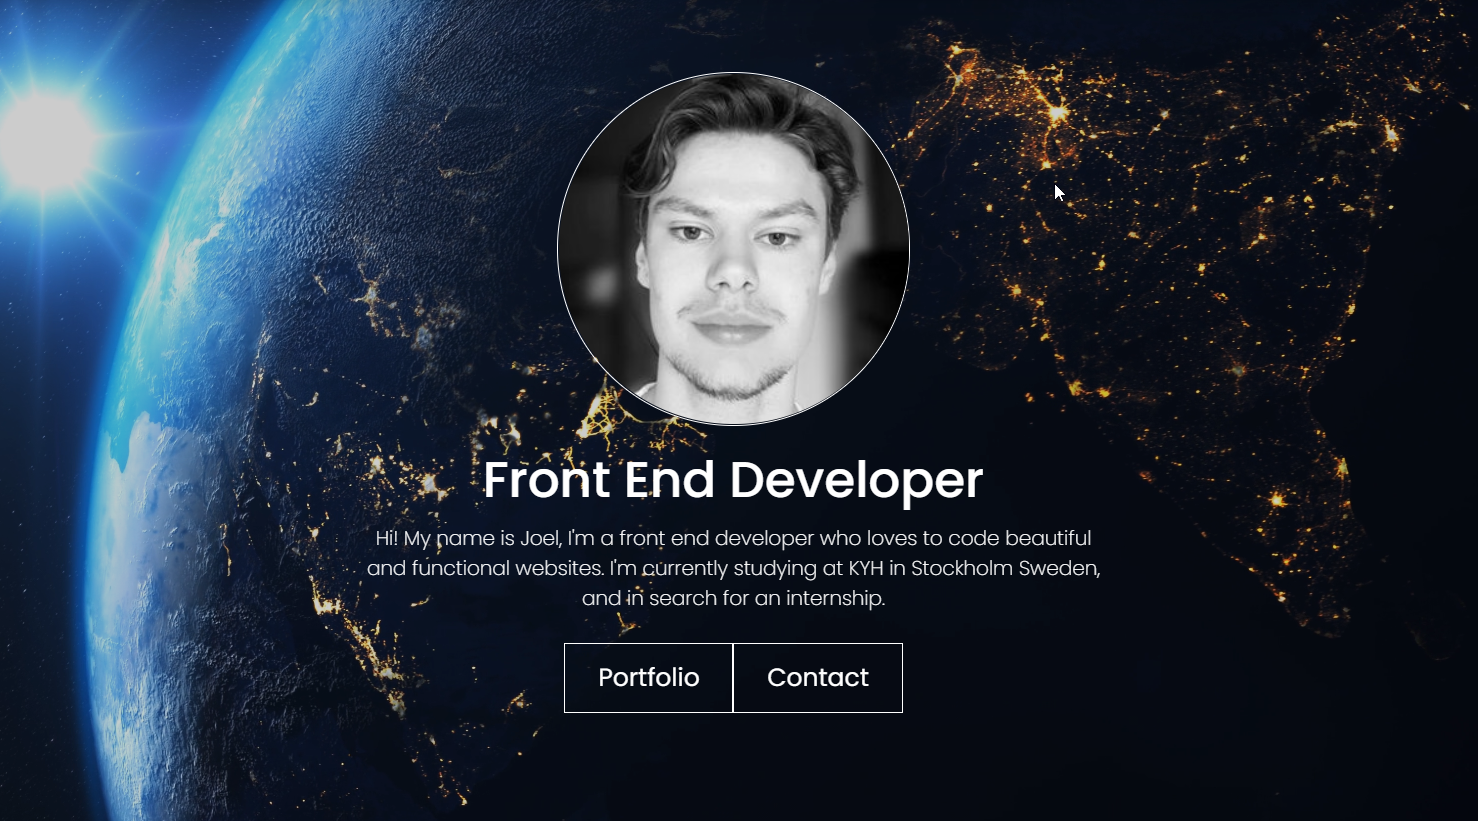 Front End Developer
Hi! My name is Joel, I'm a front end developer who loves to code beautiful
and functional websites. I'm currently studying at KYH in Stockholm Sweden,
and in search for an internship.
Portfolio
Contact